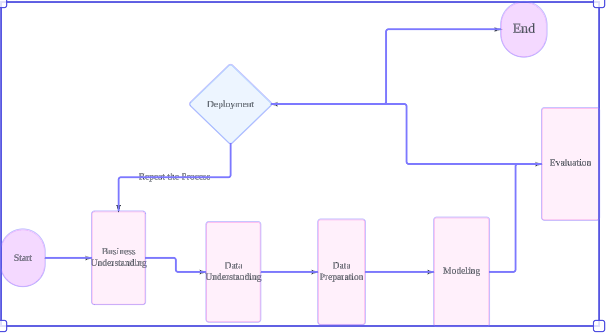 End
Deployment
Evaluation
Repeat the Process
Start
Business
Understanding
Data
Understanding
Data
Preparation
Modeling